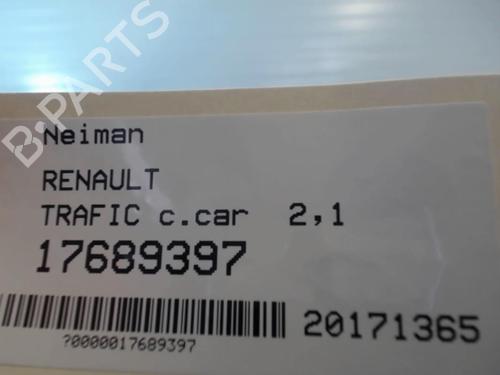 B-PARTS
Neiman
RENAULT
TRAFIC c.car 2,1
17689397
20171365
?0000017689397